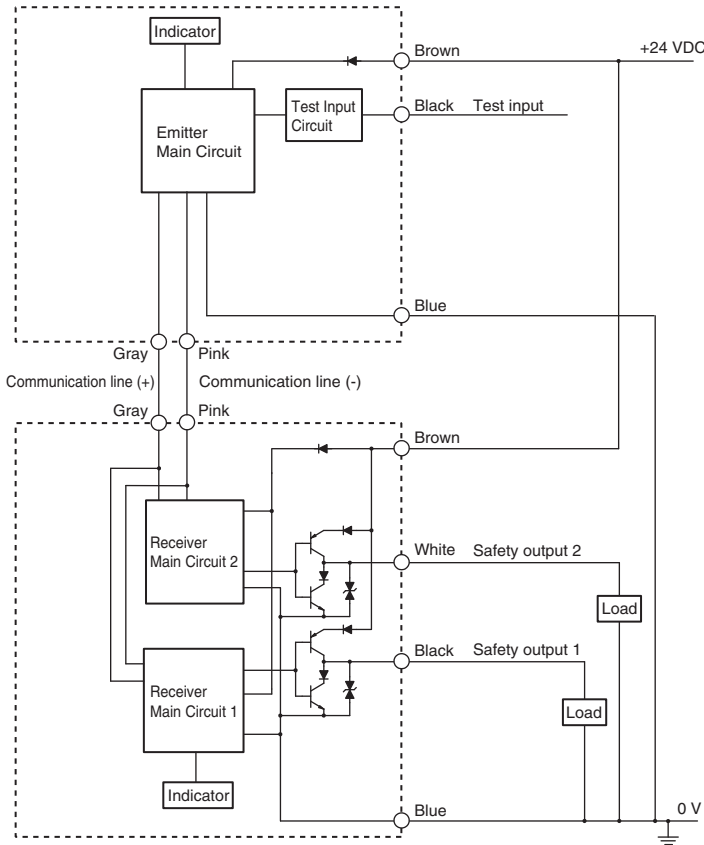 Indicator
Brown
+24 VDC
Emitter
Main Circuit
Test Input
Circuit
Black
Test input
Blue
Gray
Pink
Communication line (+)
Communication line (-)
Gray
Pink
Brown
Receiver
Main Circuit 2
White
Safety output 2
Load
Receiver
Main Circuit 1
Black
Safety output 1
Load
Indicator
Blue
0 V